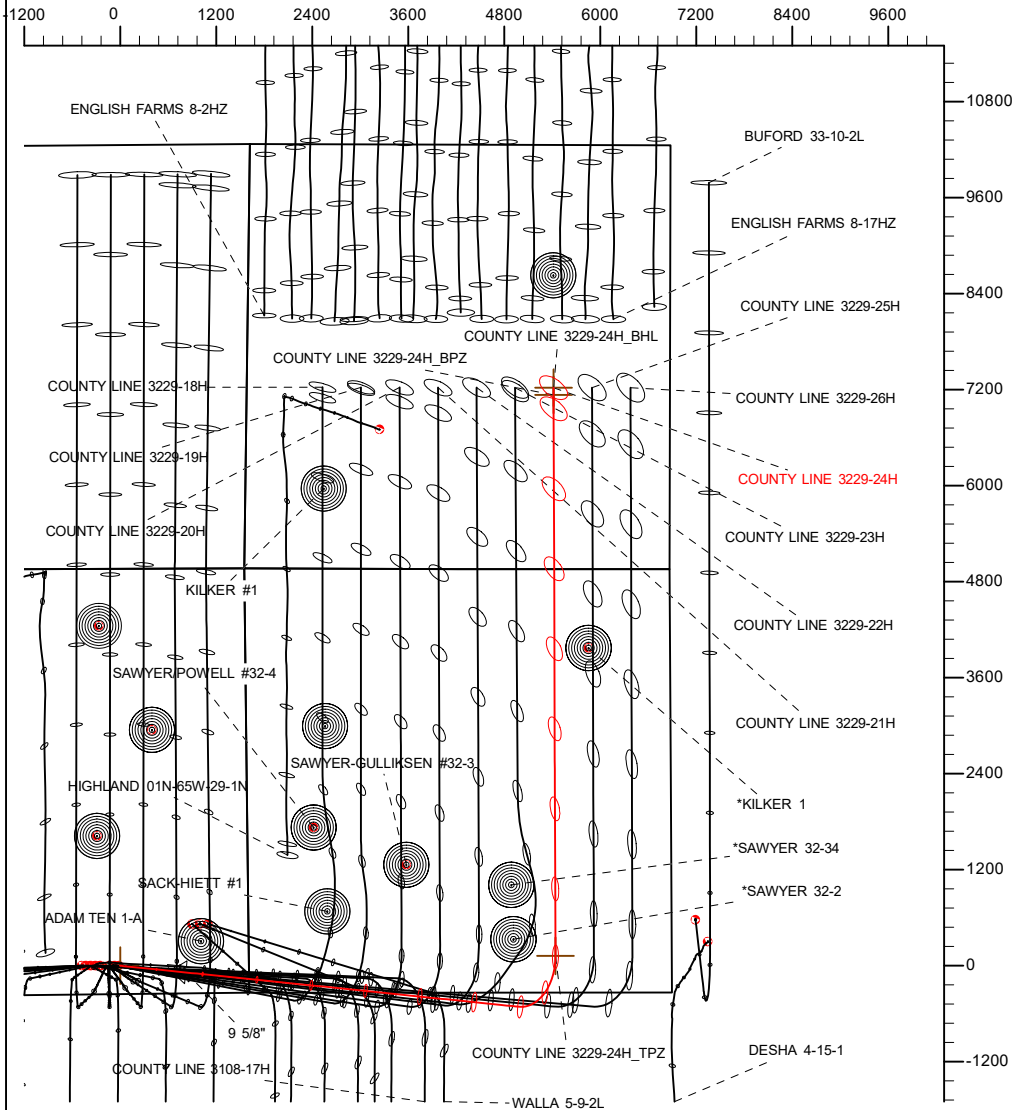 -1200 0 1200 2400 3600 4800 6000 7200 8400 9600
10800
ENGLISH FARMS 8-2HZ
BUFORD 33-10-2L
9600
ENGLISH FARMS 8-17HZ
8400
COUNTY LINE 3229-25H
COUNTY LINE 3229-24H_BHL
COUNTY LINE 3229-24H_BPZ
COUNTY LINE 3229-18H
7200
COUNTY LINE 3229-26H
COUNTY LINE 3229-19H
COUNTY LINE 3229-24H
6000
COUNTY LINE 3229-20H
COUNTY LINE 3229-23H
KILKER #1
4800
COUNTY LINE 3229-22H
SAWYER/POWELL #32-4
3600
COUNTY LINE 3229-21H
SAWYER-GULLIKSEN #32-3
HIGHLAND 01N-65W-29-1N
2400
*KILKER 1
*SAWYER 32-34
1200
SACK-HIETT #1
*SAWYER 32-2
ADAM TEN 1-A
0
9 5/8"
COUNTY LINE 3229-24H_TPZ
DESHA 4-15-1
-1200
COUNTY LINE 3108-17H
WALLA 5-9-2L